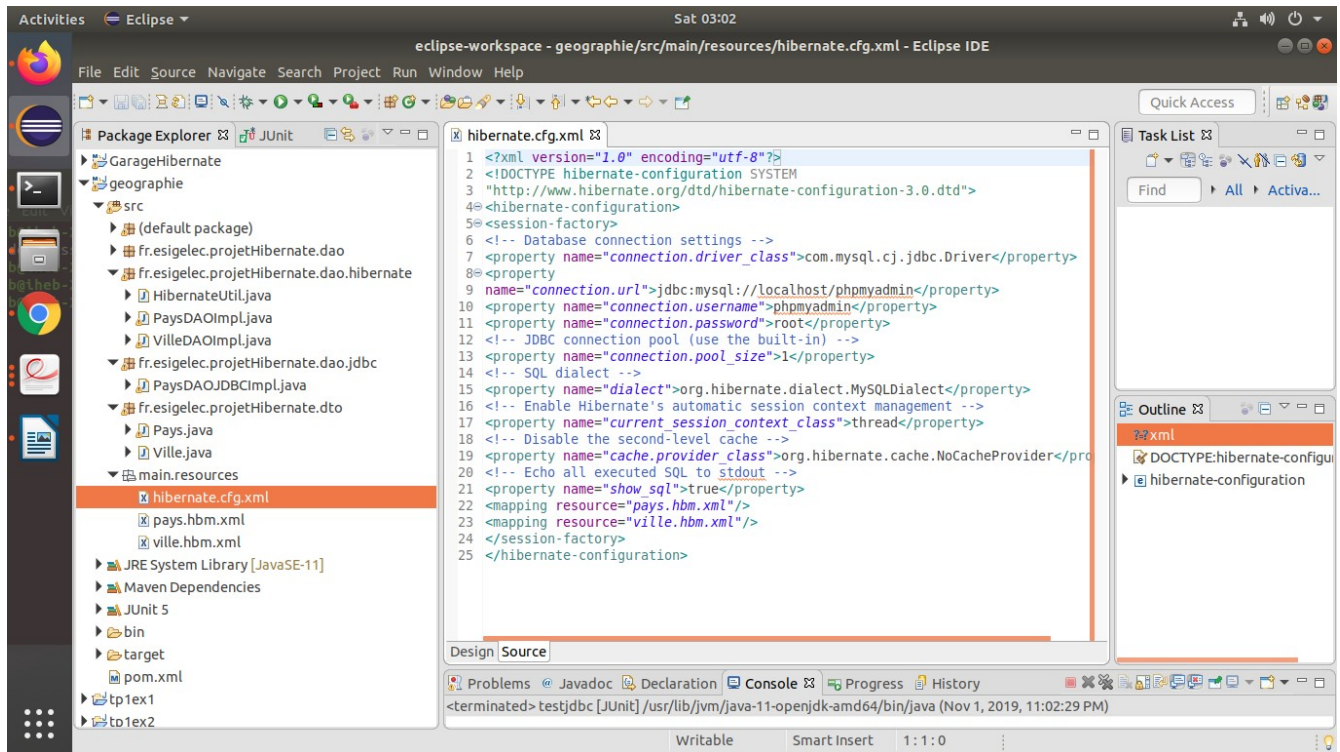 Activities Eclipse Sat 03:02
eclipse-workspace - geographie/src/main/resources/hibernate.cfg.xml - Eclipse IDE
File Edit Source Navigate Search Project Run Window Help
Quick Access
Package Explorer JUnit
GarageHibernate
geographie
src
(default package)
fr.esigelec.projetHibernate.dao
fr.esigelec.projetHibernate.dao.hibernate
HibernateUtil.java
PaysDAOImpl.java
VilleDAOImpl.java
fr.esigelec.projetHibernate.dao.jdbc
PaysDAOJDBCImpl.java
fr.esigelec.projetHibernate.dto
Pays.java
Ville.java
main.resources
hibernate.cfg.xml
pays.hbm.xml
ville.hbm.xml
JRE System Library [JavaSE-11]
Maven Dependencies
JUnit 5
bin
target
pom.xml
tp1ex1
tp1ex2
hibernate.cfg.xml
1 <?xml version="1.0" encoding="utf-8"?>
2 <!DOCTYPE hibernate-configuration SYSTEM
3 "http://www.hibernate.org/dtd/hibernate-configuration-3.0.dtd">
4 <hibernate-configuration>
5 <session-factory>
6 <!-- Database connection settings -->
7 <property name="connection.driver_class">com.mysql.cj.jdbc.Driver</property>
8 <property
9 name="connection.url">jdbc:mysql://localhost/phpmyadmin</property>
10 <property name="connection.username">phpmyadmin</property>
11 <property name="connection.password">root</property>
12 <!-- JDBC connection pool (use the built-in) -->
13 <property name="connection.pool_size">1</property>
14 <!-- SQL dialect -->
15 <property name="dialect">org.hibernate.dialect.MySQLDialect</property>
16 <!-- Enable Hibernate's automatic session context management -->
17 <property name="current_session_context_class">thread</property>
18 <!-- Disable the second-level cache -->
19 <property name="cache.provider_class">org.hibernate.cache.NoCacheProvider</pro
20 <!-- Echo all executed SQL to stdout -->
21 <property name="show_sql">true</property>
22 <mapping resource="pays.hbm.xml"/>
23 <mapping resource="ville.hbm.xml"/>
24 </session-factory>
25 </hibernate-configuration>
Design Source
Task List
Find All Activa...
Outline
?=?xml
DOCTYPE:hibernate-configu
hibernate-configuration
Problems Javadoc Declaration Console Progress History
<terminated> testjdbc [JUnit] /usr/lib/jvm/java-11-openjdk-amd64/bin/java (Nov 1, 2019, 11:02:29 PM)
Writable Smart Insert 1:1:0